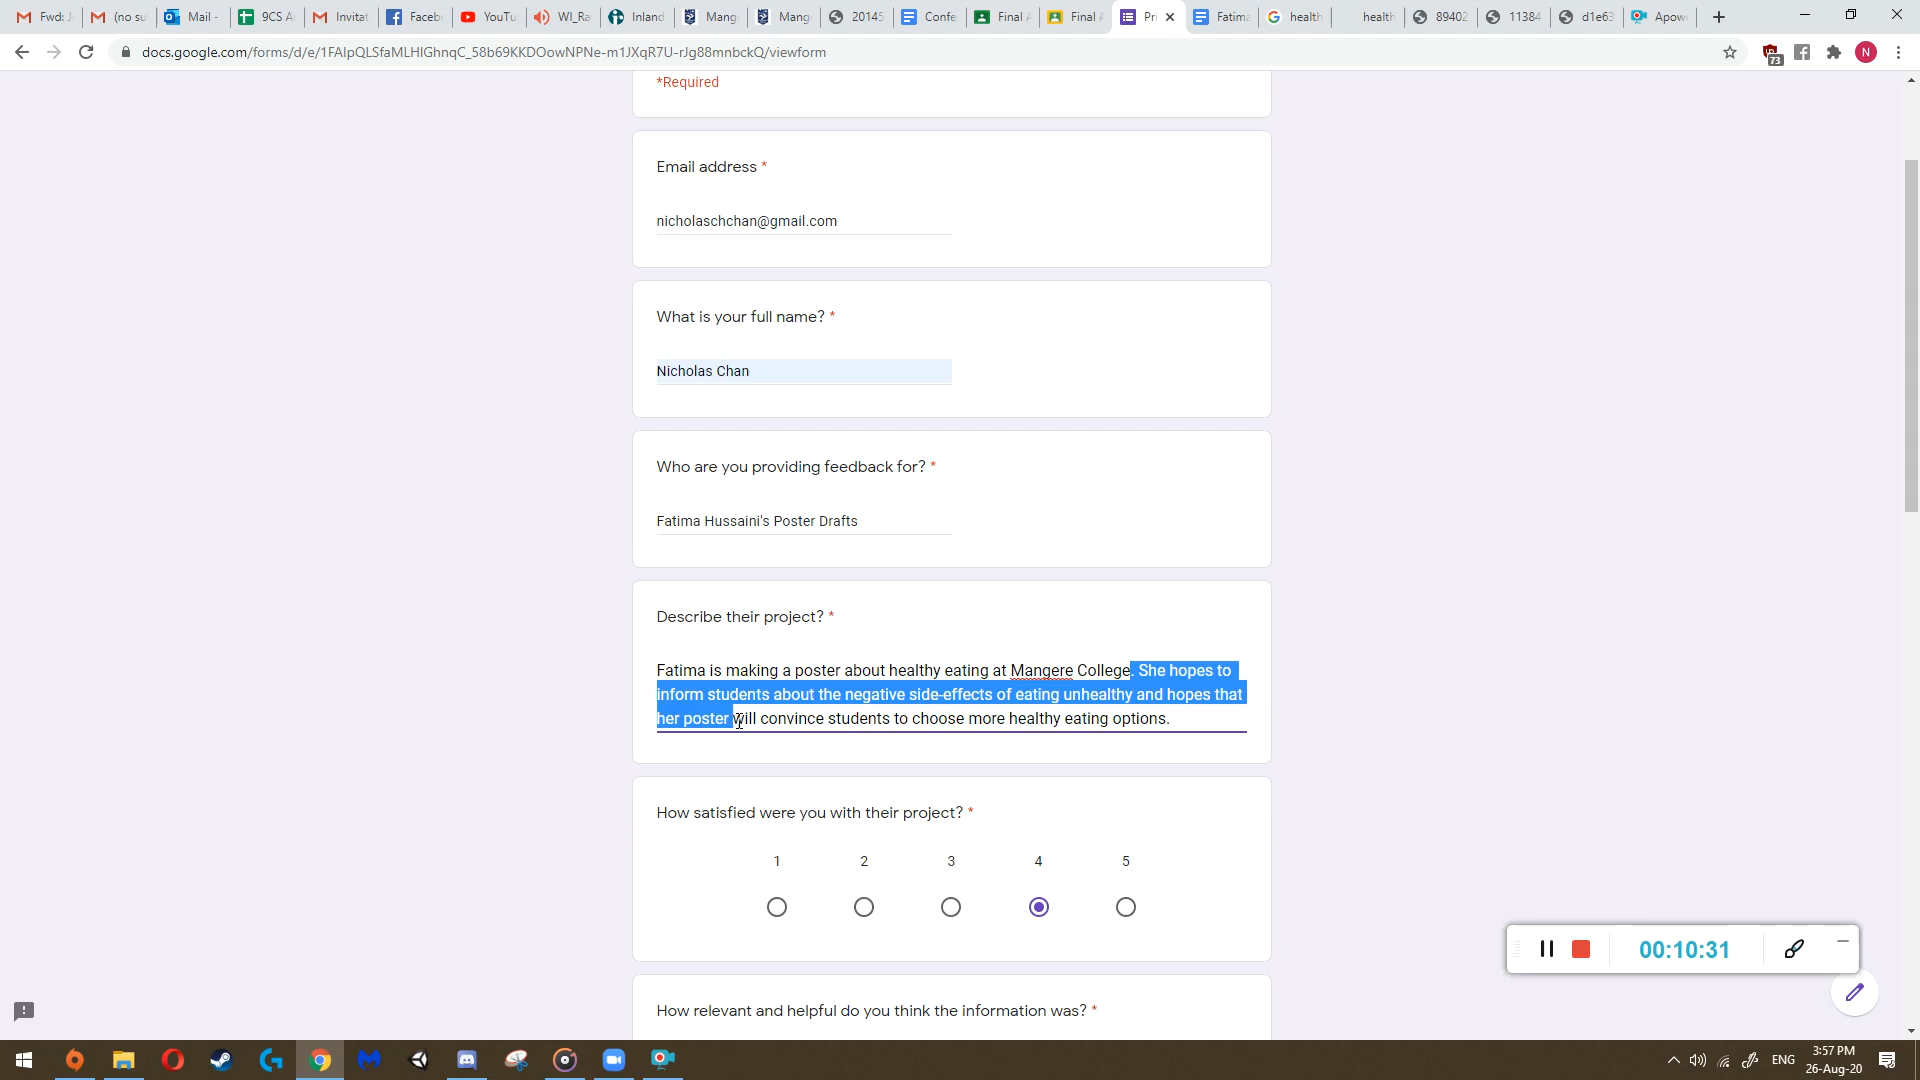 Fwd: J
(no su
Mail -
9CS A
Invitat
Faceb
YouTu
WI_Ra
Inland
Mang
Mang
20145
Confe
Final A
Final A
Pri
Fatima
health
health
89402
11384
d1e63
Apow
docs.google.com/forms/d/e/1FAIpQLSfaMLHIGhnqC_58b69KKDOowNPNe-m1JXqR7U-rJg88mnbckQ/viewform
73
N
*Required
Email address *
nicholaschchan@gmail.com
What is your full name? *
Nicholas Chan
Who are you providing feedback for? *
Fatima Hussaini's Poster Drafts
Describe their project? *
Fatima is making a poster about healthy eating at Mangere College. She hopes to
inform students about the negative side-effects of eating unhealthy and hopes that
her poster will convince students to choose more healthy eating options.
How satisfied were you with their project? *
1 2 3 4 5
00:10:31
How relevant and helpful do you think the information was? *
ENG
3:57 PM
26-Aug-20